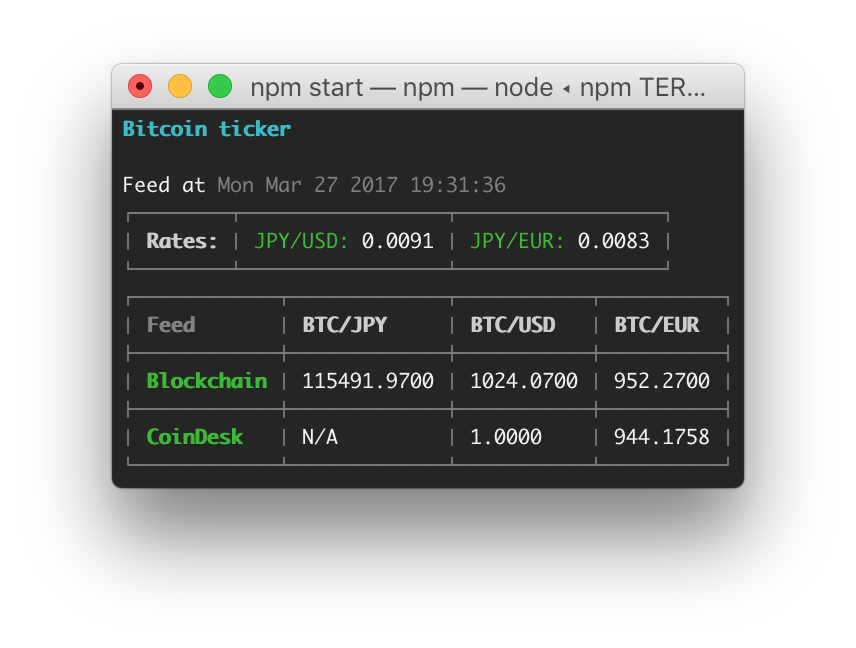 npm start — npm — node ◂ npm TER...
Bitcoin ticker
Feed at Mon Mar 27 2017 19:31:36
Rates: JPY/USD: 0.0091 JPY/EUR: 0.0083
Feed BTC/JPY BTC/USD BTC/EUR
Blockchain 115491.9700 1024.0700 952.2700
CoinDesk N/A 1.0000 944.1758